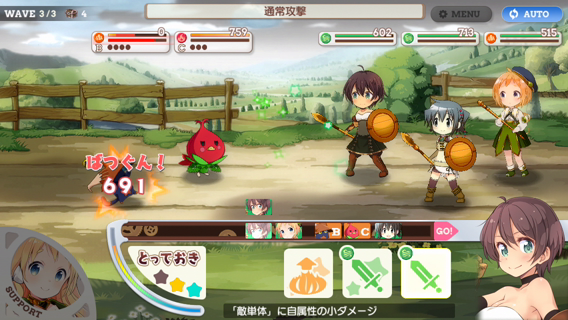 WAVE 3/3 4
通常攻撃
MENU
AUTO
B 0
C 759
602
713
515
ばつぐん!
691
B C GO!
とっておき
SUPPORT
「敵単体」に自属性の小ダメージ